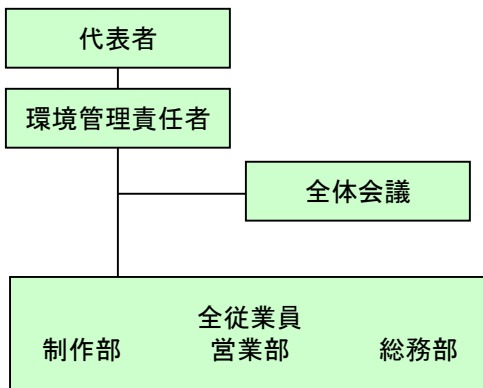 代表者
環境管理責任者
全体会議
全従業員
制作部 営業部 総務部